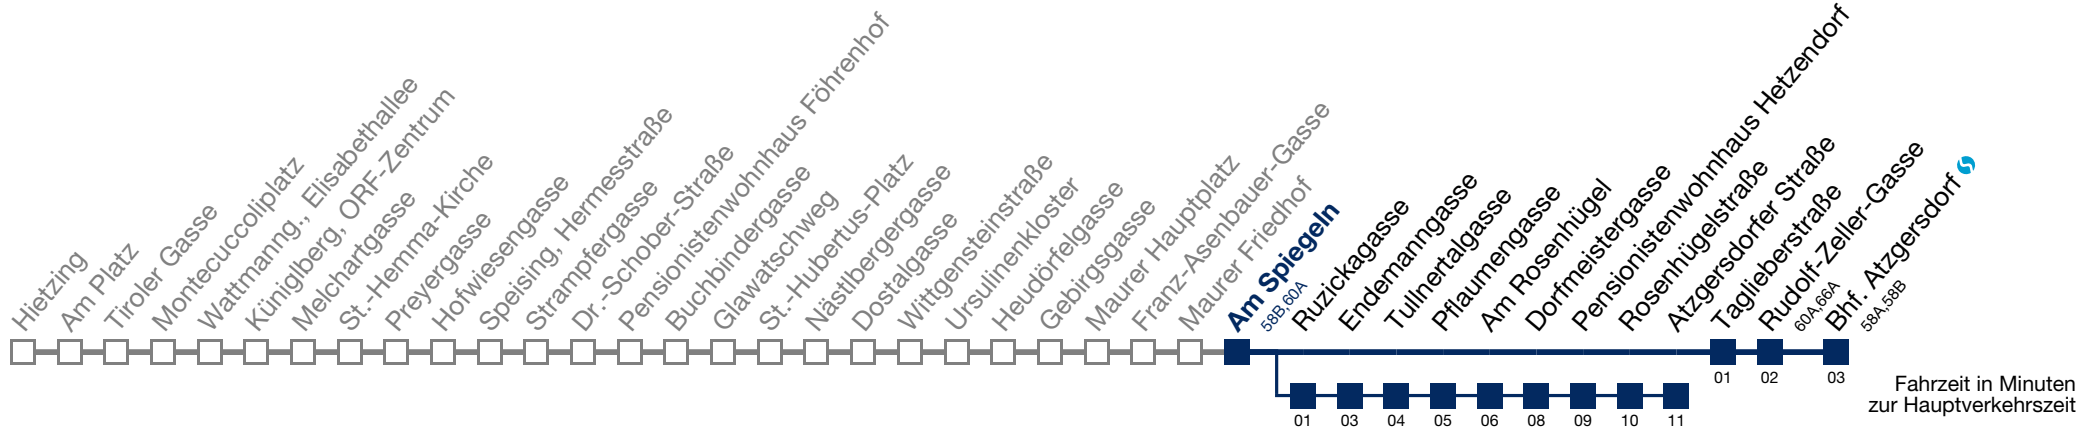 Hietzing
Am Platz
Tiroler Gasse
Montecuccoliplatz
Wattmanng., Elisabethallee
Küniglberg, ORF-Zentrum
Melchartgasse
St.-Hemma-Kirche
Preyergasse
Hofwiesengasse
Speising, Hermesstraße
Strampfergasse
Dr.-Schober-Straße
Pensionistenwohnhaus Föhrenhof
Buchbindergasse
Glawatschweg
St.-Hubertus-Platz
Nästlbergergasse
Dostalgasse
Wittgensteinstraße
Ursulinenkloster
Heudörfelgasse
Gebirgsgasse
Maurer Hauptplatz
Franz-Asenbauer-Gasse
Maurer Friedhof
Am Spiegeln
58B,60A
Ruzickagasse
Endemanngasse
Tullnertalgasse
Pflaumengasse
Am Rosenhügel
Dorfmeistergasse
Pensionistenwohnhaus Hetzendorf
Rosenhügelstraße
Atzgersdorfer Straße
Taglieberstraße
Rudolf-Zeller-Gasse
60A,66A
Bhf. Atzgersdorf
58A,58B
01 02 03
01 03 04 05 06 08 09 10 11
Fahrzeit in Minuten
zur Hauptverkehrszeit